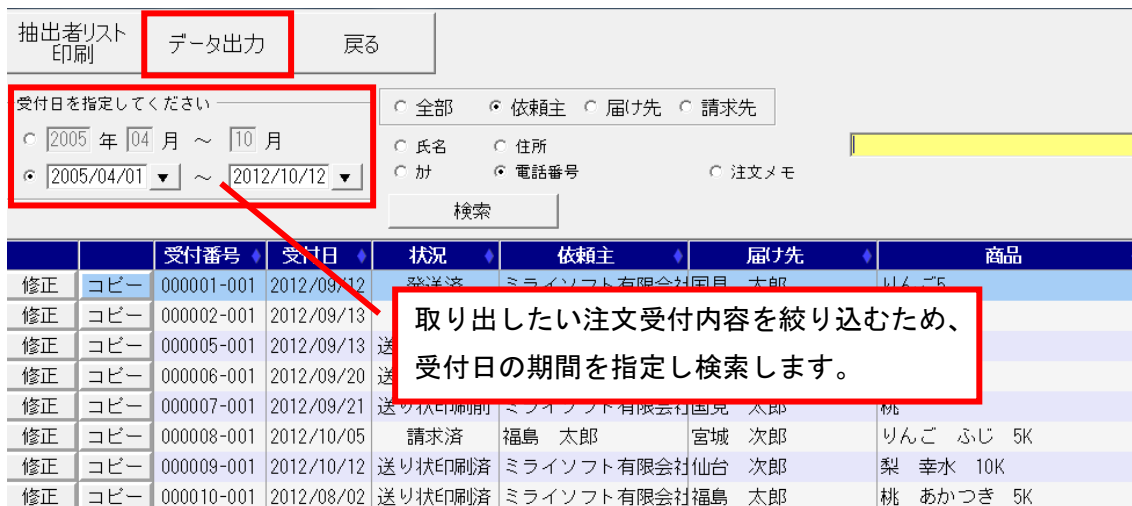 抽出者リスト
印刷
データ出力
戻る
受付日を指定してください
2005 年 04 月 ～ 10 月
2005/04/01 ～ 2012/10/12
全部 依頼主 届け先 請求先
氏名 住所
カナ 電話番号 注文メモ
検索
受付番号 受付日 状況 依頼主 届け先 商品
修正 コピー 000001-001 2012/09/12 発送済 ミライソフト有限会社 国見 太郎 りんご5
修正 コピー 000002-001 2012/09/13
修正 コピー 000005-001 2012/09/13 送
修正 コピー 000006-001 2012/09/20 送
修正 コピー 000007-001 2012/09/21 送り状印刷前 ミライソフト有限会社 国見 太郎 桃
修正 コピー 000008-001 2012/10/05 請求済 福島 太郎 宮城 次郎 りんご ふじ 5K
修正 コピー 000009-001 2012/10/12 送り状印刷済 ミライソフト有限会社 仙台 次郎 梨 幸水 10K
修正 コピー 000010-001 2012/08/02 送り状印刷済 ミライソフト有限会社 福島 太郎 桃 あかつき 5K
取り出したい注文受付内容を絞り込むため、
受付日の期間を指定し検索します。